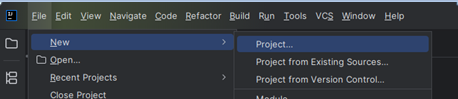 File Edit View Navigate Code Refactor Build Run Tools VCS Window Help
New
Project...
Open...
Project from Existing Sources...
Recent Projects
Project from Version Control...
Close Project
Module...